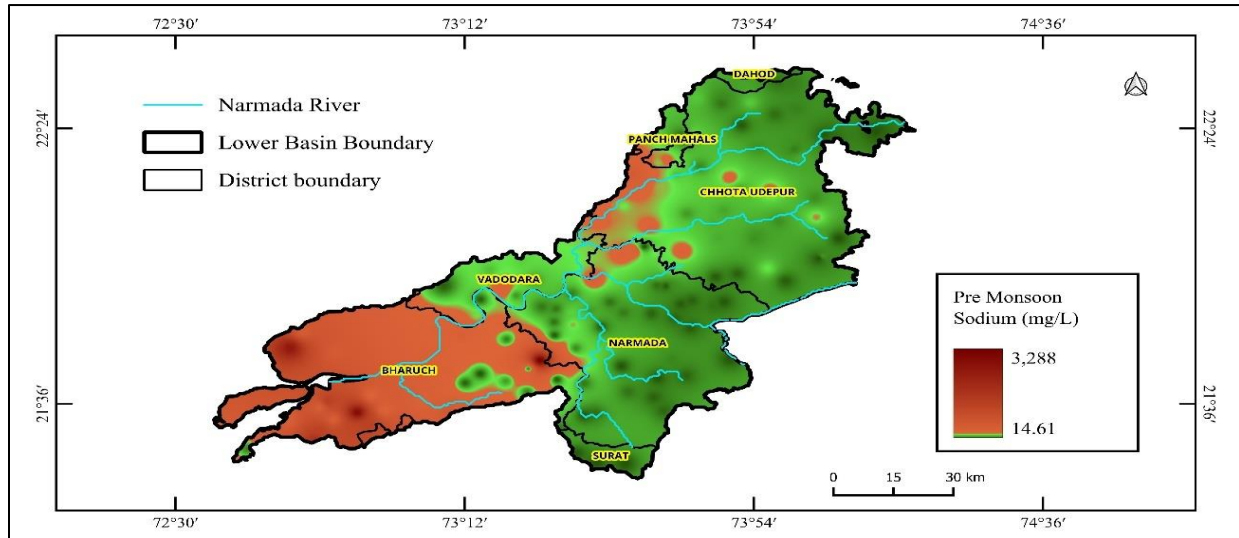 72°30′ 73°12′ 73°54′ 74°36′
Narmada River
Lower Basin Boundary
District boundary
22°24′
22°24′
DAHOD
PANCH MAHALS
CHHOTA UDEPUR
VADODARA
NARMADA
BHARUCH
SURAT
21°36′
21°36′
Pre Monsoon
Sodium (mg/L)
3,288
14.61
0 15 30 km
72°30′ 73°12′ 73°54′ 74°36′